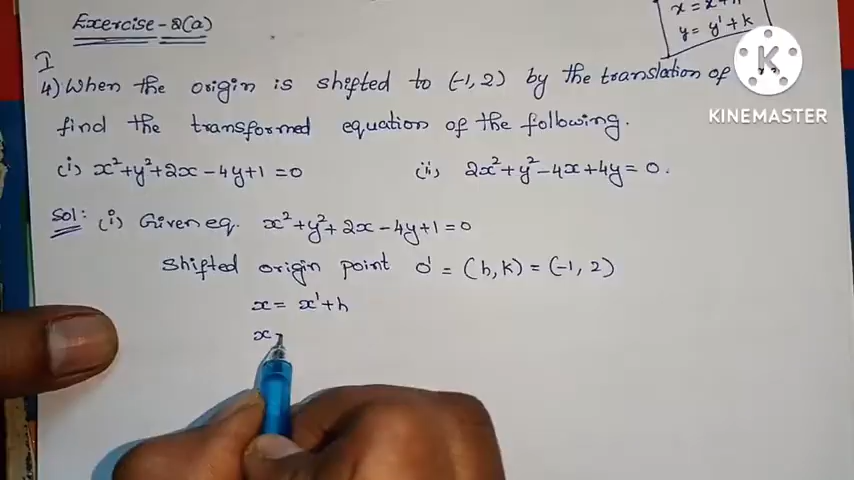 Exercise-2(a)
y = y' + k
I
4) When the origin is shifted to (-1, 2) by the translation of
find the transformed equation of the following.
(i) x² + y² + 2x - 4y + 1 = 0 (ii) 2x² + y² - 4x + 4y = 0.
Sol: (i) Given eq. x² + y² + 2x - 4y + 1 = 0
Shifted origin point O' = (h, k) = (-1, 2)
x = x' + h
x =
K
KINEMASTER